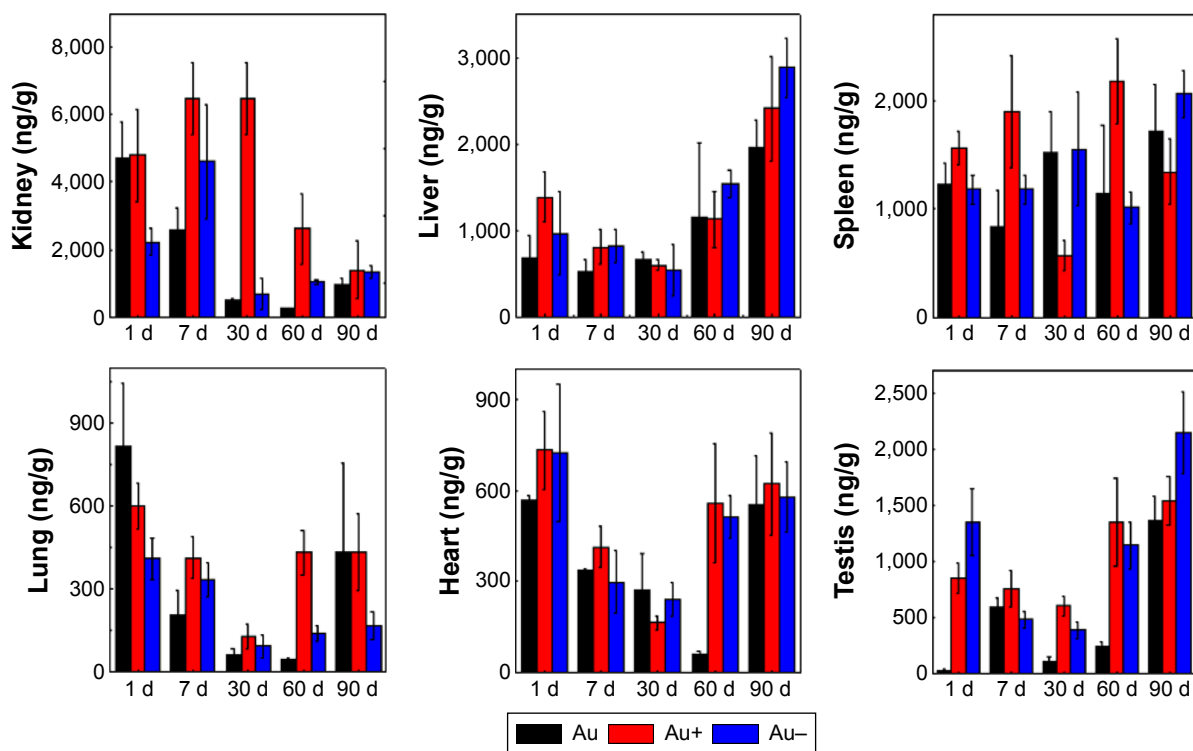 Kidney (ng/g)
8,000
6,000
4,000
2,000
0
1 d 7 d 30 d 60 d 90 d
Liver (ng/g)
3,000
2,000
1,000
0
1 d 7 d 30 d 60 d 90 d
Spleen (ng/g)
2,000
1,000
0
1 d 7 d 30 d 60 d 90 d
Lung (ng/g)
900
600
300
0
1 d 7 d 30 d 60 d 90 d
Heart (ng/g)
900
600
300
0
1 d 7 d 30 d 60 d 90 d
Testis (ng/g)
2,500
2,000
1,500
1,000
500
0
1 d 7 d 30 d 60 d 90 d
Au Au+ Au–